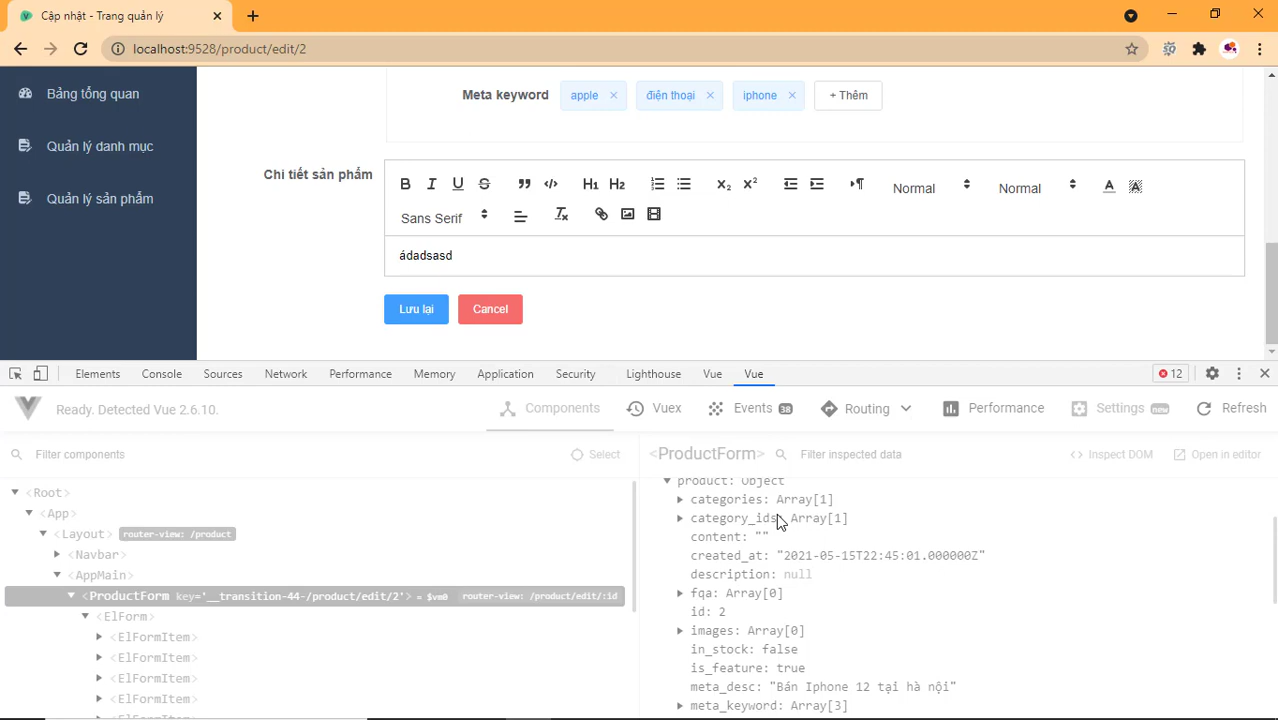 Cập nhật - Trang quản lý
localhost:9528/product/edit/2
Bảng tổng quan
Quản lý danh mục
Quản lý sản phẩm
Meta keyword apple × điện thoại × iphone × + Thêm
Chi tiết sản phẩm
B I U S H1 H2 X₂ X² Normal Normal A A
Sans Serif
ádadsasd
Lưu lại Cancel
Elements Console Sources Network Performance Memory Application Security Lighthouse Vue Vue 12
Ready. Detected Vue 2.6.10. Components Vuex Events 38 Routing Performance Settings new Refresh
Filter components Select <ProductForm> Filter inspected data <> Inspect DOM Open in editor
<Root>
<App>
<Layout> router-view: /product
<Navbar>
<AppMain>
<ProductForm key='__transition-44-/product/edit/2'> = $vm0 router-view: /product/edit/:id
<ElForm>
<ElFormItem>
<ElFormItem>
<ElFormItem>
<ElFormItem>
<ElFormItem>
product: Object
categories: Array[1]
category_ids: Array[1]
content: ""
created_at: "2021-05-15T22:45:01.000000Z"
description: null
fqa: Array[0]
id: 2
images: Array[0]
in_stock: false
is_feature: true
meta_desc: "Bán Iphone 12 tại hà nội"
meta_keyword: Array[3]